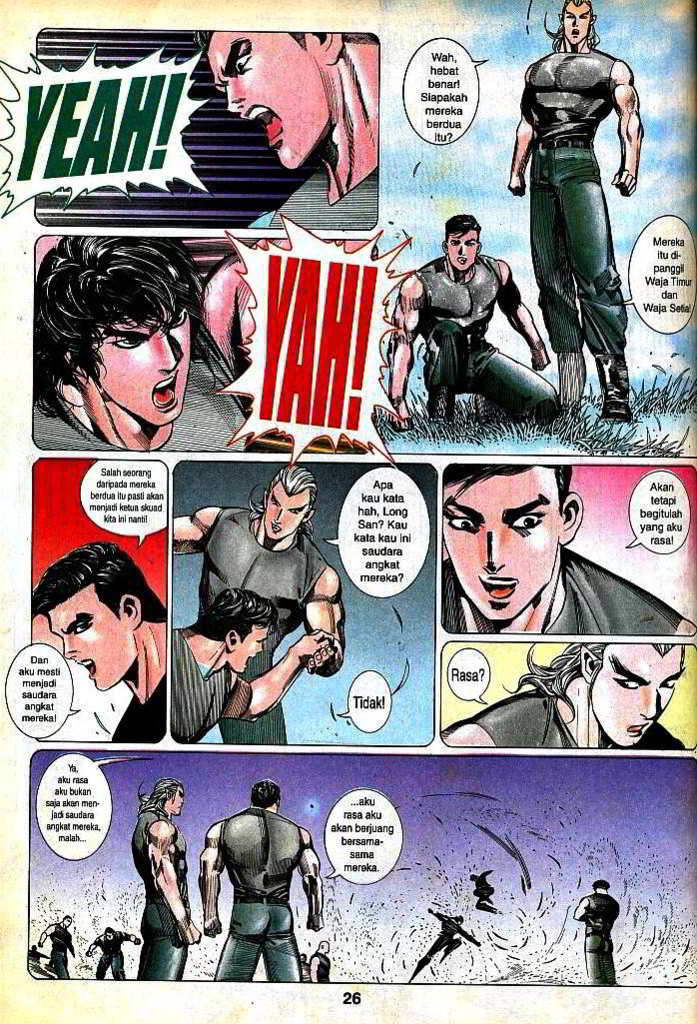 YEAH!
Wah,
hebat
benar!
Siapakah
mereka
berdua
itu?
Mereka
itu di-
panggil
Waja Timur
dan
Waja Setia!
YAH!
Salah seorang
daripada mereka
berdua itu pasti akan
menjadi ketua skuad
kita ini nanti!
Dan
aku mesti
menjadi
saudara
angkat
mereka!
Apa
kau kata
hah, Long
San? Kau
kata kau ini
saudara
angkat
mereka?
Tidak!
Akan
tetapi
begitulah
yang aku
rasa!
Rasa?
Ya,
aku rasa
aku bukan
saja akan men-
jadi saudara
angkat mereka,
malah...
...aku
rasa aku
akan berjuang
bersama-
sama
mereka.
26